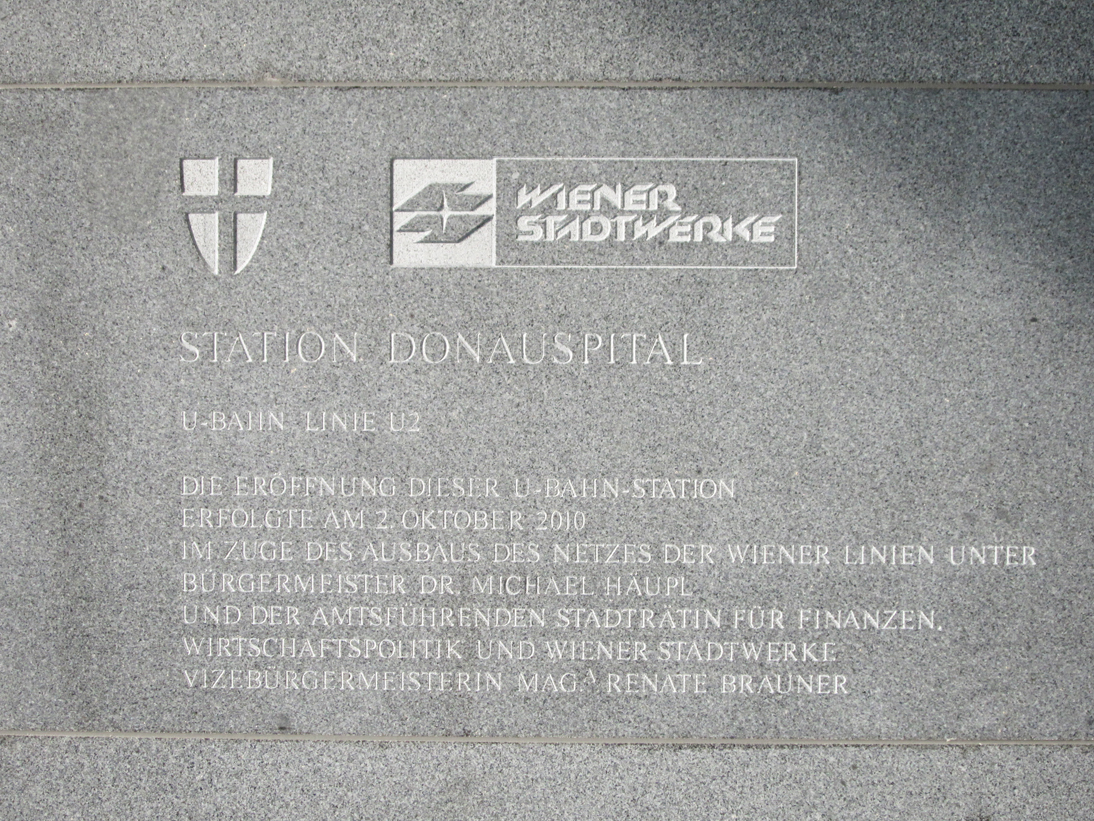 WIENER
STADTWERKE
STATION DONAUSPITAL
U-BAHN LINIE U2
DIE ERÖFFNUNG DIESER U-BAHN-STATION
ERFOLGTE AM 2. OKTOBER 2010
IM ZUGE DES AUSBAUS DES NETZES DER WIENER LINIEN UNTER
BÜRGERMEISTER DR. MICHAEL HÄUPL
UND DER AMTSFÜHRENDEN STADTRÄTIN FÜR FINANZEN,
WIRTSCHAFTSPOLITIK UND WIENER STADTWERKE
VIZEBÜRGERMEISTERIN MAG.ᴬ RENATE BRAUNER